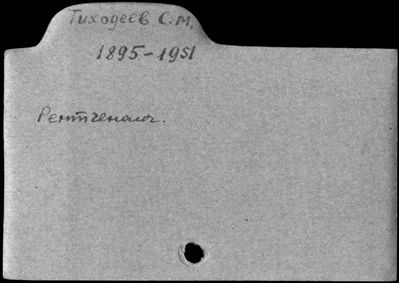 Тиходеев С.М.
1895-1951
Рентгенолог.